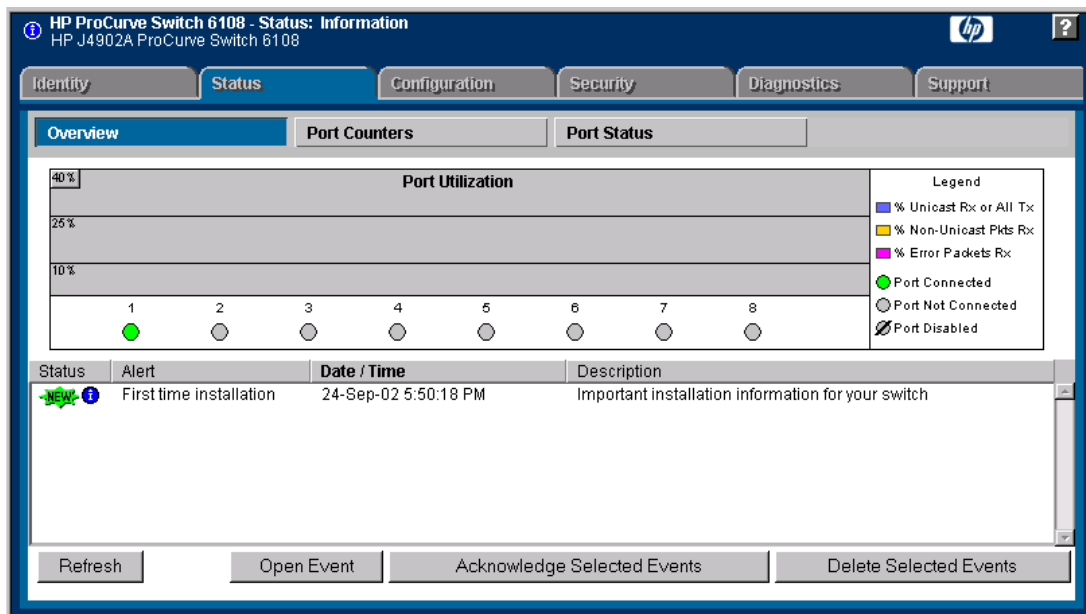 HP ProCurve Switch 6108 - Status: Information
HP J4902A ProCurve Switch 6108
hp
?
Identity Status Configuration Security Diagnostics Support
Overview Port Counters Port Status
40% Port Utilization
25%
10%
1 2 3 4 5 6 7 8
Legend
% Unicast Rx or All Tx
% Non-Unicast Pkts Rx
% Error Packets Rx
Port Connected
Port Not Connected
Port Disabled
Status Alert Date / Time Description
NEW! i First time installation 24-Sep-02 5:50:18 PM Important installation information for your switch
Refresh Open Event Acknowledge Selected Events Delete Selected Events